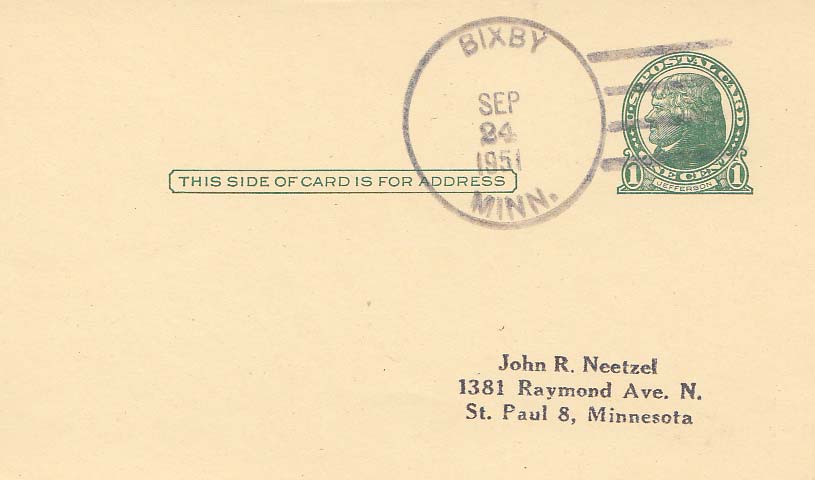 BIXBY
SEP
24
1951
MINN.
U.S. POSTAL CARD
ONE CENT
1 JEFFERSON 1
THIS SIDE OF CARD IS FOR ADDRESS
John R. Neetzel
1381 Raymond Ave. N.
St. Paul 8, Minnesota